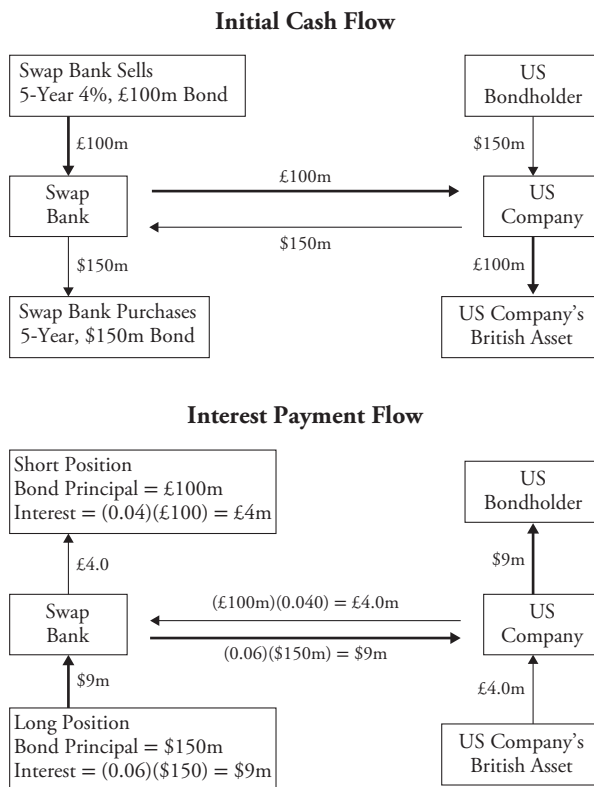 Initial Cash Flow
Swap Bank Sells
5-Year 4%, £100m Bond
US
Bondholder
£100m
$150m
Swap
Bank
£100m
$150m
US
Company
$150m
£100m
Swap Bank Purchases
5-Year, $150m Bond
US Company's
British Asset
Interest Payment Flow
Short Position
Bond Principal = £100m
Interest = (0.04)(£100) = £4m
US
Bondholder
£4.0
$9m
Swap
Bank
(£100m)(0.040) = £4.0m
(0.06)($150m) = $9m
US
Company
$9m
£4.0m
Long Position
Bond Principal = $150m
Interest = (0.06)($150) = $9m
US Company's
British Asset